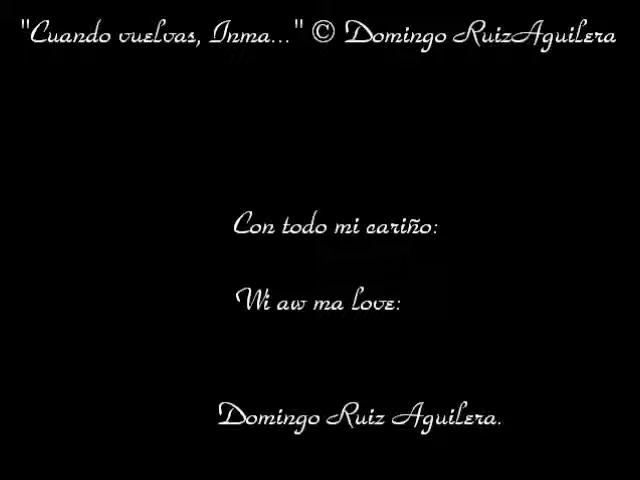 "Cuando vuelvas, Inma..." © Domingo RuizAguilera
Con todo mi cariño:
Wi aw ma love:
Domingo Ruiz Aguilera.